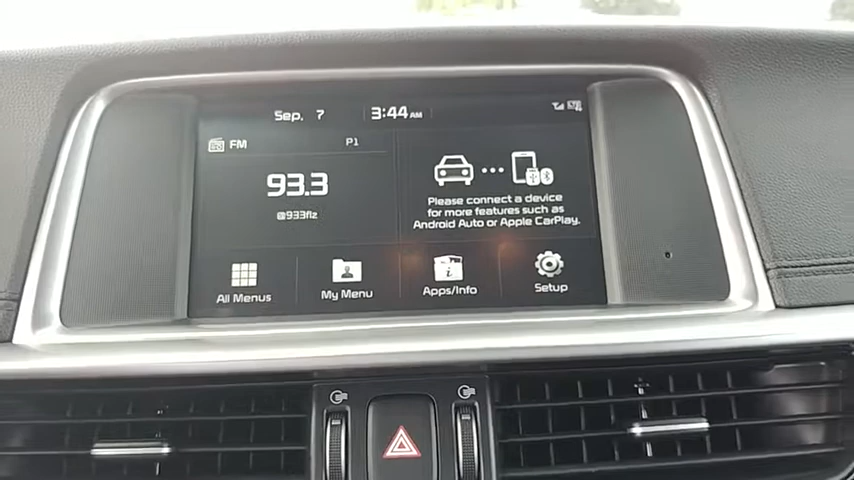 Sep. 7
3:44 AM
FM
P1
93.3
@933flz
Please connect a device
for more features such as
Android Auto or Apple CarPlay.
All Menus
My Menu
Apps/Info
Setup